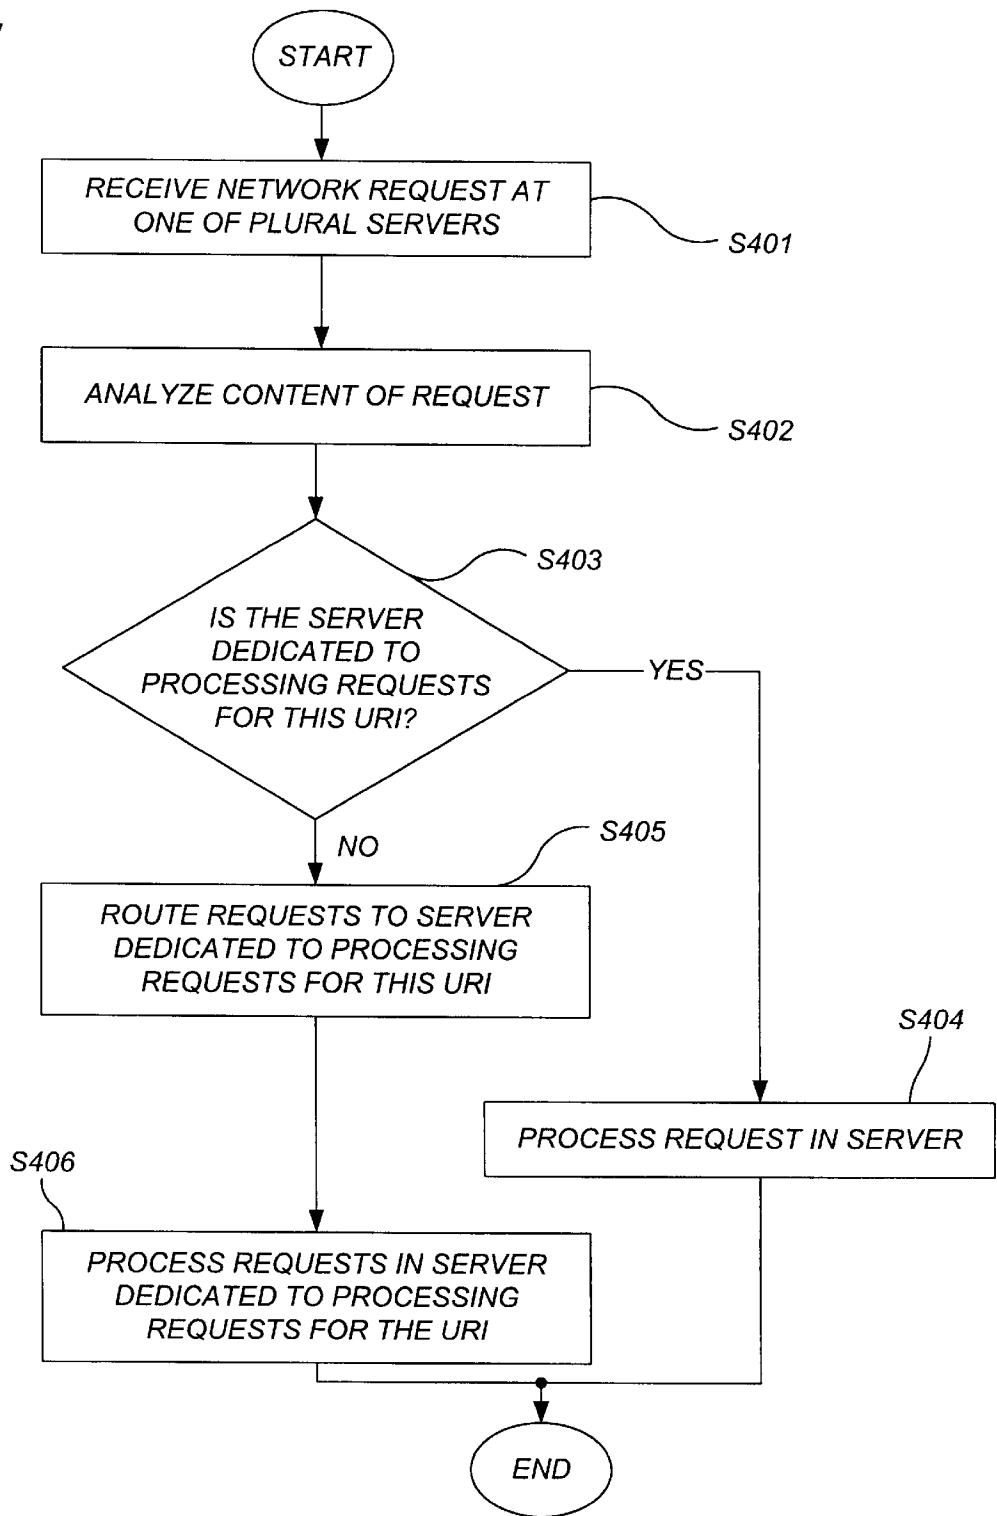 START
RECEIVE NETWORK REQUEST AT
ONE OF PLURAL SERVERS
S401
ANALYZE CONTENT OF REQUEST
S402
S403
IS THE SERVER
DEDICATED TO
PROCESSING REQUESTS
FOR THIS URI?
YES
NO
S405
ROUTE REQUESTS TO SERVER
DEDICATED TO PROCESSING
REQUESTS FOR THIS URI
S404
PROCESS REQUEST IN SERVER
S406
PROCESS REQUESTS IN SERVER
DEDICATED TO PROCESSING
REQUESTS FOR THE URI
END